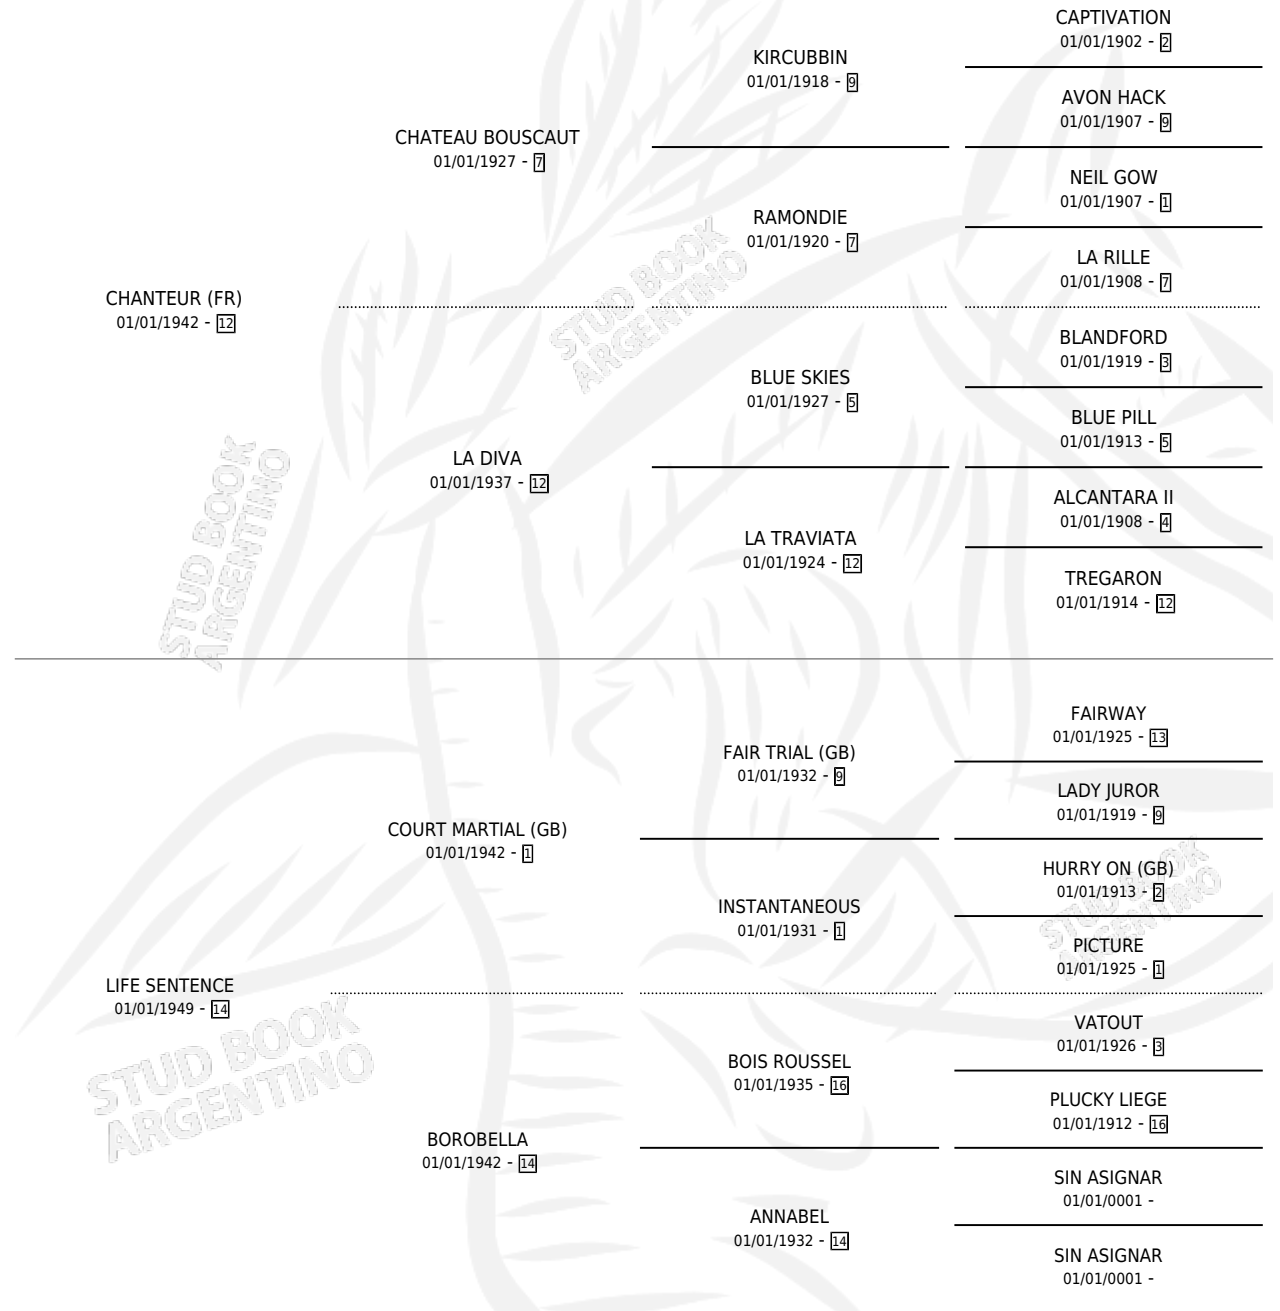 CHANTEUR (FR)
01/01/1942 - 12
CHATEAU BOUSCAUT
01/01/1927 - 7
KIRCUBBIN
01/01/1918 - 9
CAPTIVATION
01/01/1902 - 2
AVON HACK
01/01/1907 - 9
RAMONDIE
01/01/1920 - 7
NEIL GOW
01/01/1907 - 1
LA RILLE
01/01/1908 - 7
LA DIVA
01/01/1937 - 12
BLUE SKIES
01/01/1927 - 5
BLANDFORD
01/01/1919 - 3
BLUE PILL
01/01/1913 - 5
LA TRAVIATA
01/01/1924 - 12
ALCANTARA II
01/01/1908 - 4
TREGARON
01/01/1914 - 12
LIFE SENTENCE
01/01/1949 - 14
COURT MARTIAL (GB)
01/01/1942 - 1
FAIR TRIAL (GB)
01/01/1932 - 9
FAIRWAY
01/01/1925 - 13
LADY JUROR
01/01/1919 - 9
INSTANTANEOUS
01/01/1931 - 1
HURRY ON (GB)
01/01/1913 - 2
PICTURE
01/01/1925 - 1
BOROBELLA
01/01/1942 - 14
BOIS ROUSSEL
01/01/1935 - 16
VATOUT
01/01/1926 - 3
PLUCKY LIEGE
01/01/1912 - 16
ANNABEL
01/01/1932 - 14
SIN ASIGNAR
01/01/0001 -
SIN ASIGNAR
01/01/0001 -
STUD BOOK
ARGENTINO
STUD BOOK
ARGENTINO
STUD BOOK
ARGENTINO
STUD BOOK
ARGENTINO